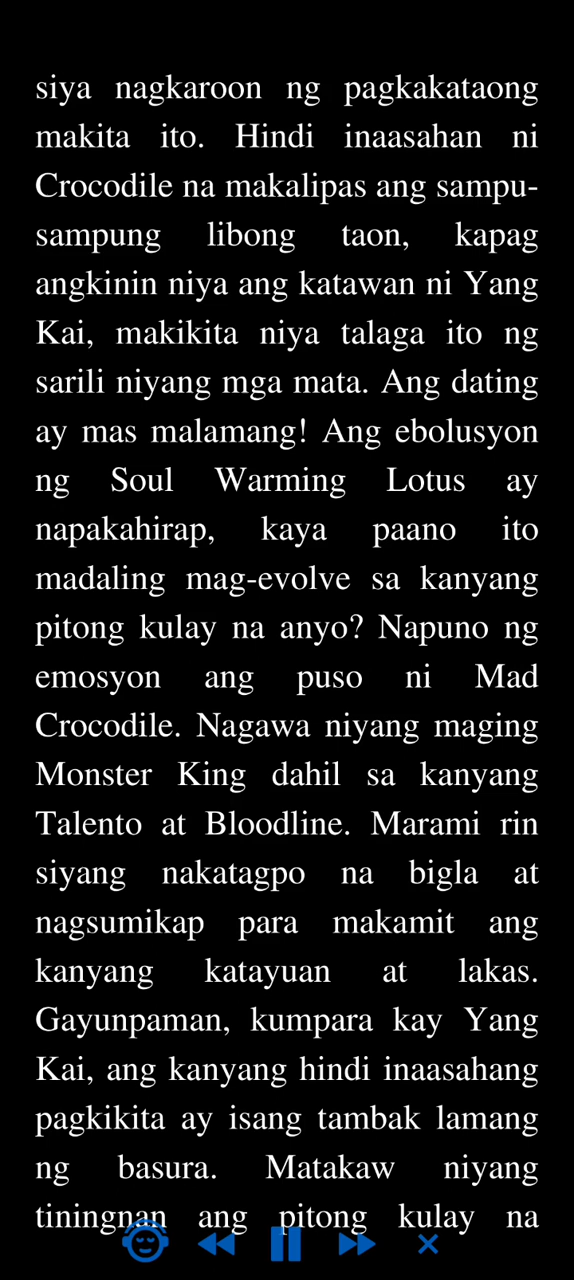 siya nagkaroon ng pagkakataong
makita ito. Hindi inaasahan ni
Crocodile na makalipas ang sampu-
sampung libong taon, kapag
angkinin niya ang katawan ni Yang
Kai, makikita niya talaga ito ng
sarili niyang mga mata. Ang dating
ay mas malamang! Ang ebolusyon
ng Soul Warming Lotus ay
napakahirap, kaya paano ito
madaling mag-evolve sa kanyang
pitong kulay na anyo? Napuno ng
emosyon ang puso ni Mad
Crocodile. Nagawa niyang maging
Monster King dahil sa kanyang
Talento at Bloodline. Marami rin
siyang nakatagpo na bigla at
nagsumikap para makamit ang
kanyang katayuan at lakas.
Gayunpaman, kumpara kay Yang
Kai, ang kanyang hindi inaasahang
pagkikita ay isang tambak lamang
ng basura. Matakaw niyang
tiningnan ang pitong kulay na